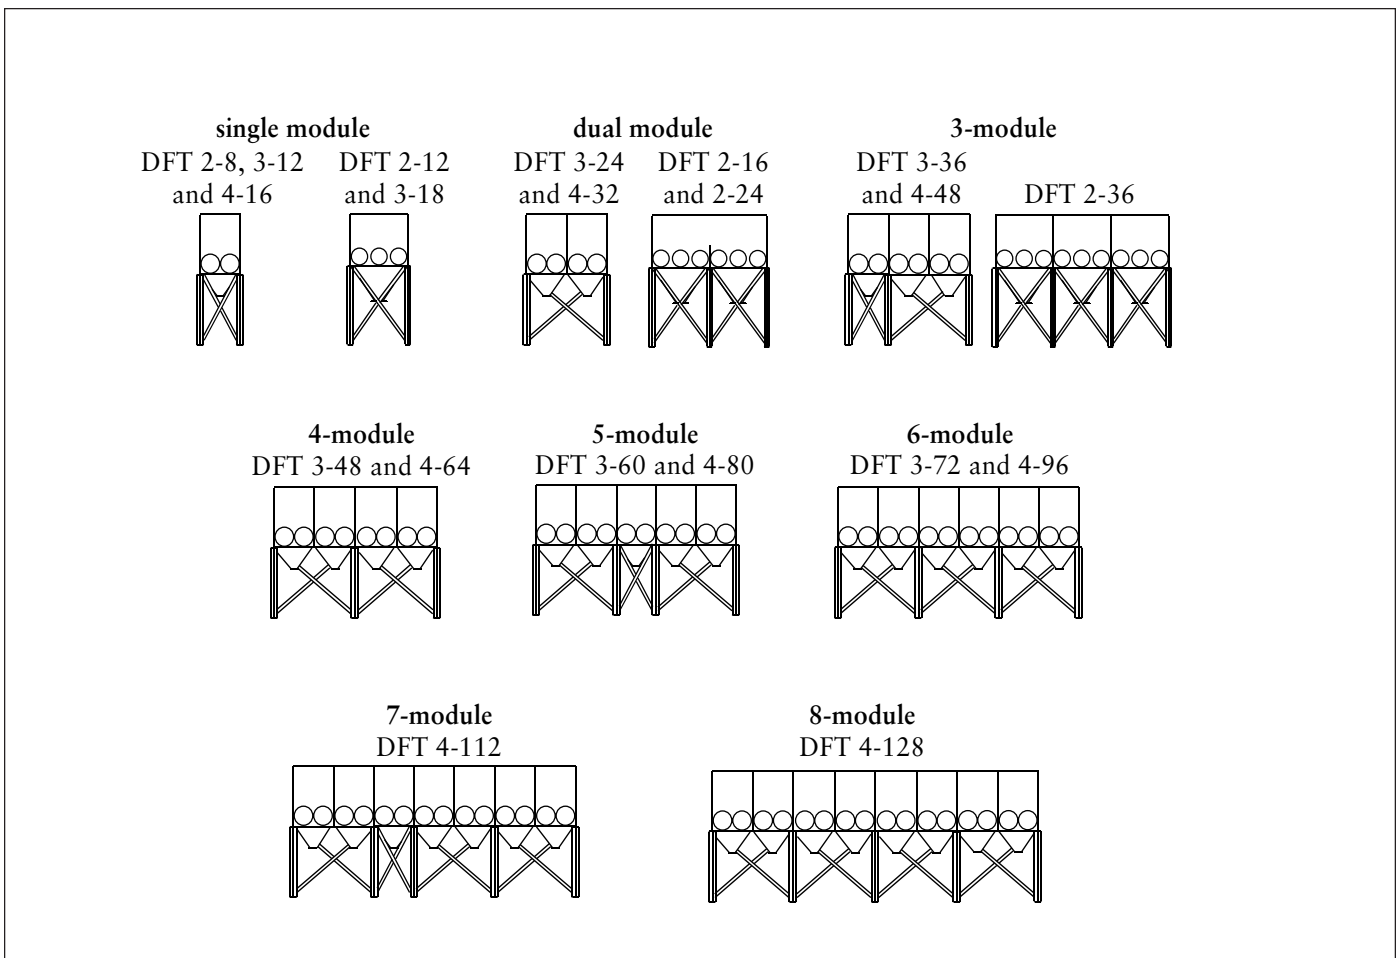 single module
DFT 2-8, 3-12
and 4-16
DFT 2-12
and 3-18
dual module
DFT 3-24
and 4-32
DFT 2-16
and 2-24
3-module
DFT 3-36
and 4-48
DFT 2-36
4-module
DFT 3-48 and 4-64
5-module
DFT 3-60 and 4-80
6-module
DFT 3-72 and 4-96
7-module
DFT 4-112
8-module
DFT 4-128